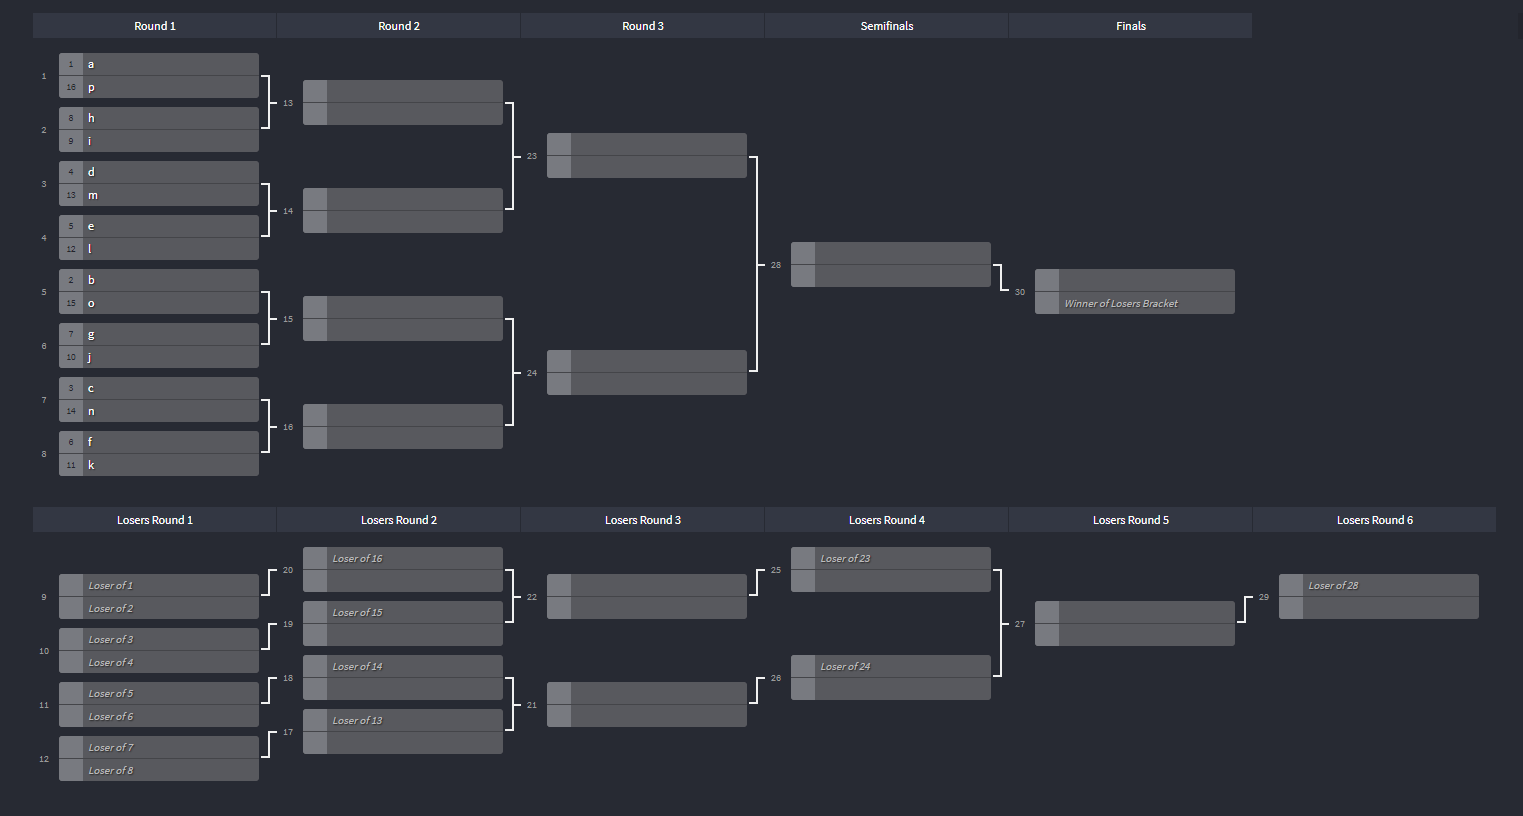 Round 1 Round 2 Round 3 Semifinals Finals
1 a
1
16 p
13
8 h
2
9 i
23
4 d
3
13 m
14
5 e
4
12 l
28
30
Winner of Losers Bracket
2 b
5
15 o
15
7 g
6
10 j
24
3 c
7
14 n
16
6 f
8
11 k
Losers Round 1 Losers Round 2 Losers Round 3 Losers Round 4 Losers Round 5 Losers Round 6
Loser of 16 Loser of 23
20 25
Loser of 1 Loser of 28
9 22 29
Loser of 2
Loser of 15
19 27
Loser of 3
10
Loser of 4
Loser of 14 Loser of 24
18 26
Loser of 5
11 21
Loser of 6
Loser of 13
17
Loser of 7
12
Loser of 8